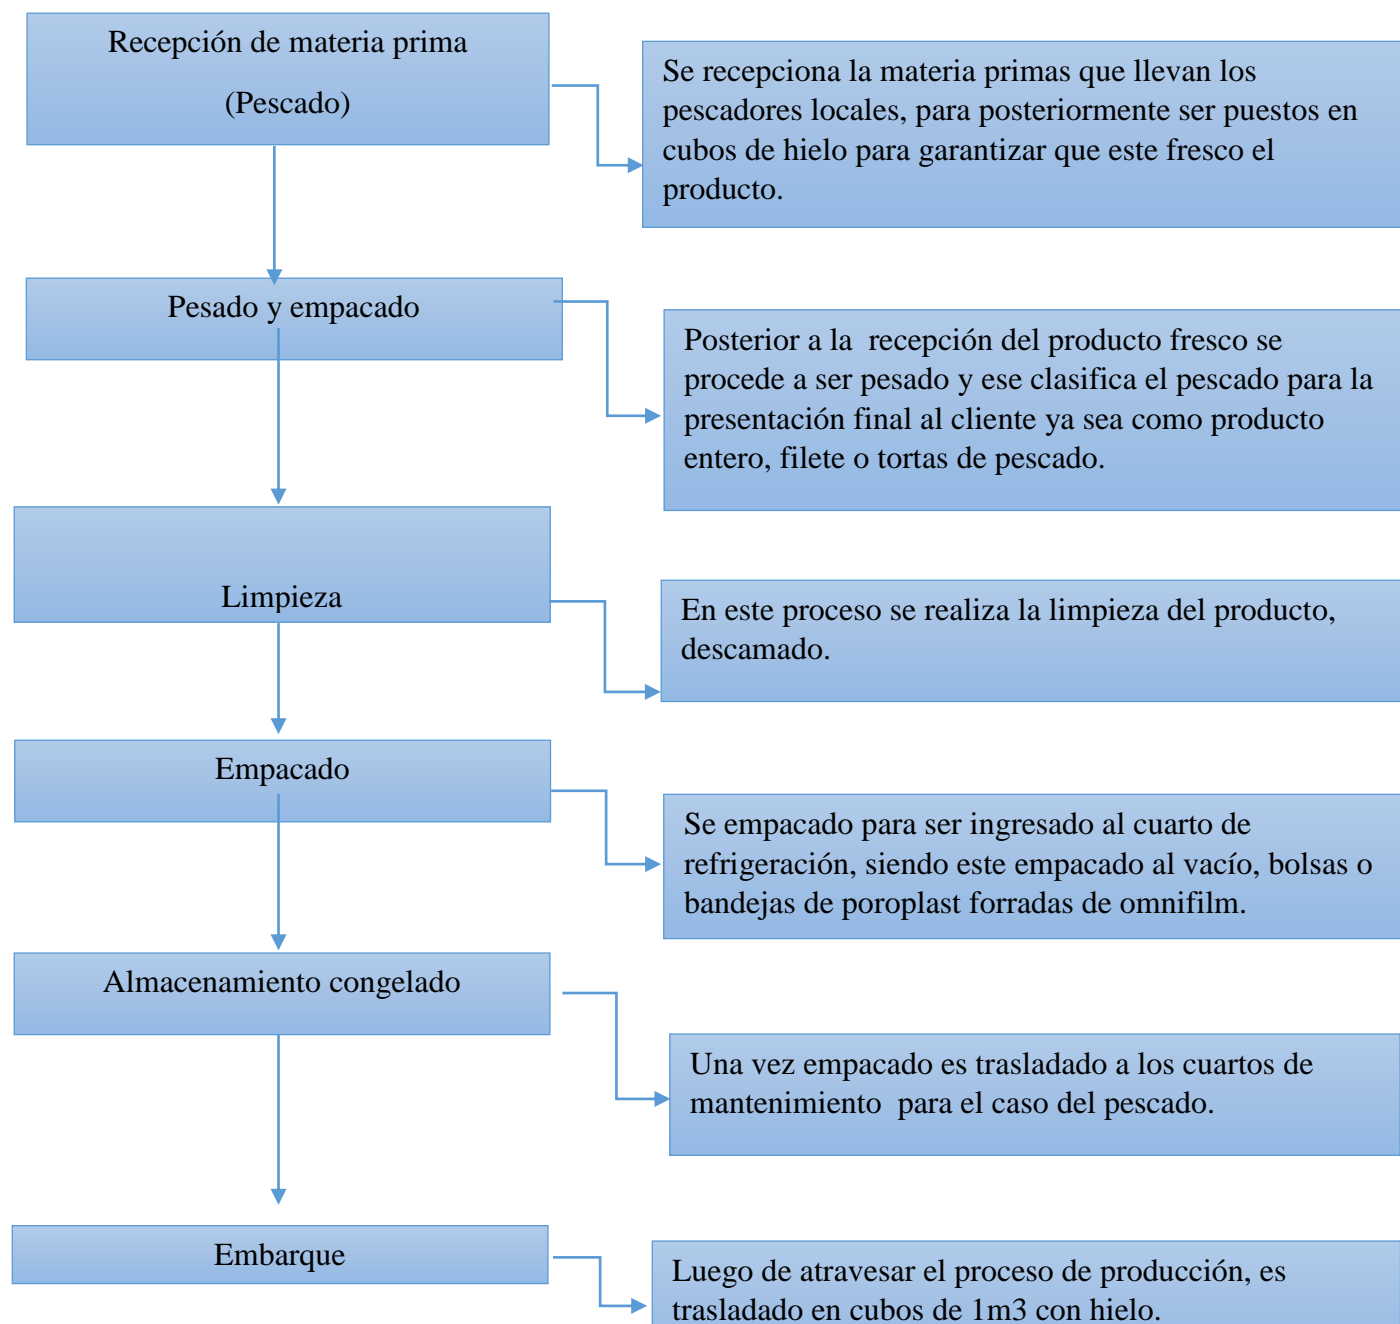 Recepción de materia prima
(Pescado)
Se recepciona la materia primas que llevan los
pescadores locales, para posteriormente ser puestos en
cubos de hielo para garantizar que este fresco el
producto.
Pesado y empacado
Posterior a la  recepción del producto fresco se
procede a ser pesado y ese clasifica el pescado para la
presentación final al cliente ya sea como producto
entero, filete o tortas de pescado.
Limpieza
En este proceso se realiza la limpieza del producto,
descamado.
Empacado
Se empacado para ser ingresado al cuarto de
refrigeración, siendo este empacado al vacío, bolsas o
bandejas de poroplast forradas de omnifilm.
Almacenamiento congelado
Una vez empacado es trasladado a los cuartos de
mantenimiento  para el caso del pescado.
Embarque
Luego de atravesar el proceso de producción, es
trasladado en cubos de 1m3 con hielo.